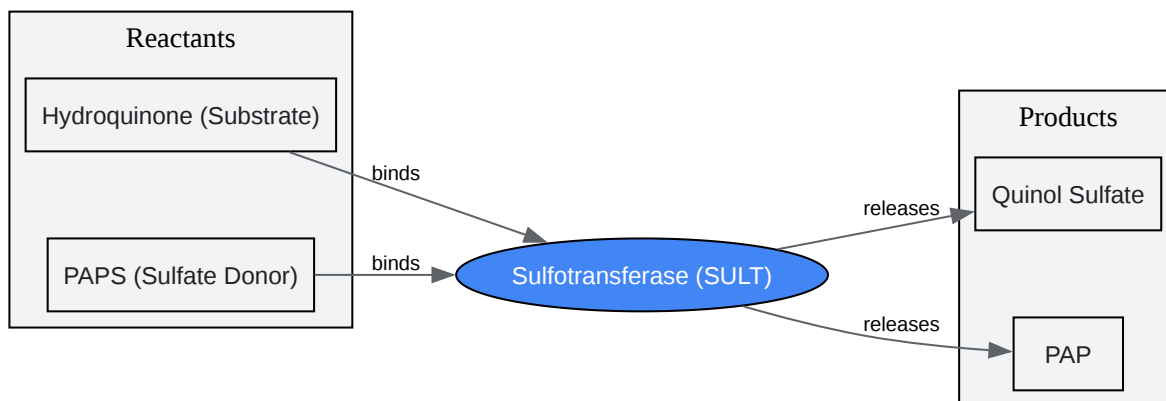 Reactants
Hydroquinone (Substrate)
binds
PAPS (Sulfate Donor)
binds
Sulfotransferase (SULT)
releases
releases
Products
Quinol Sulfate
PAP